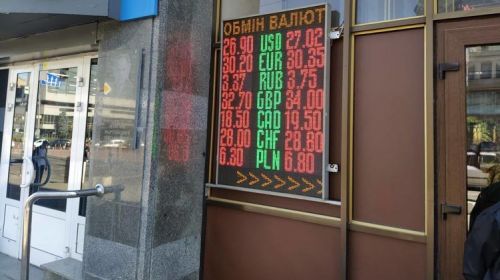 ОБМІН ВАЛЮТ
26.90 USD 27.02
30.20 EUR 30.35
3.37 RUB 3.75
32.70 GBP 34.00
18.50 CAD 19.50
28.00 CHF 28.80
6.30 PLN 6.80
>>>>>>>